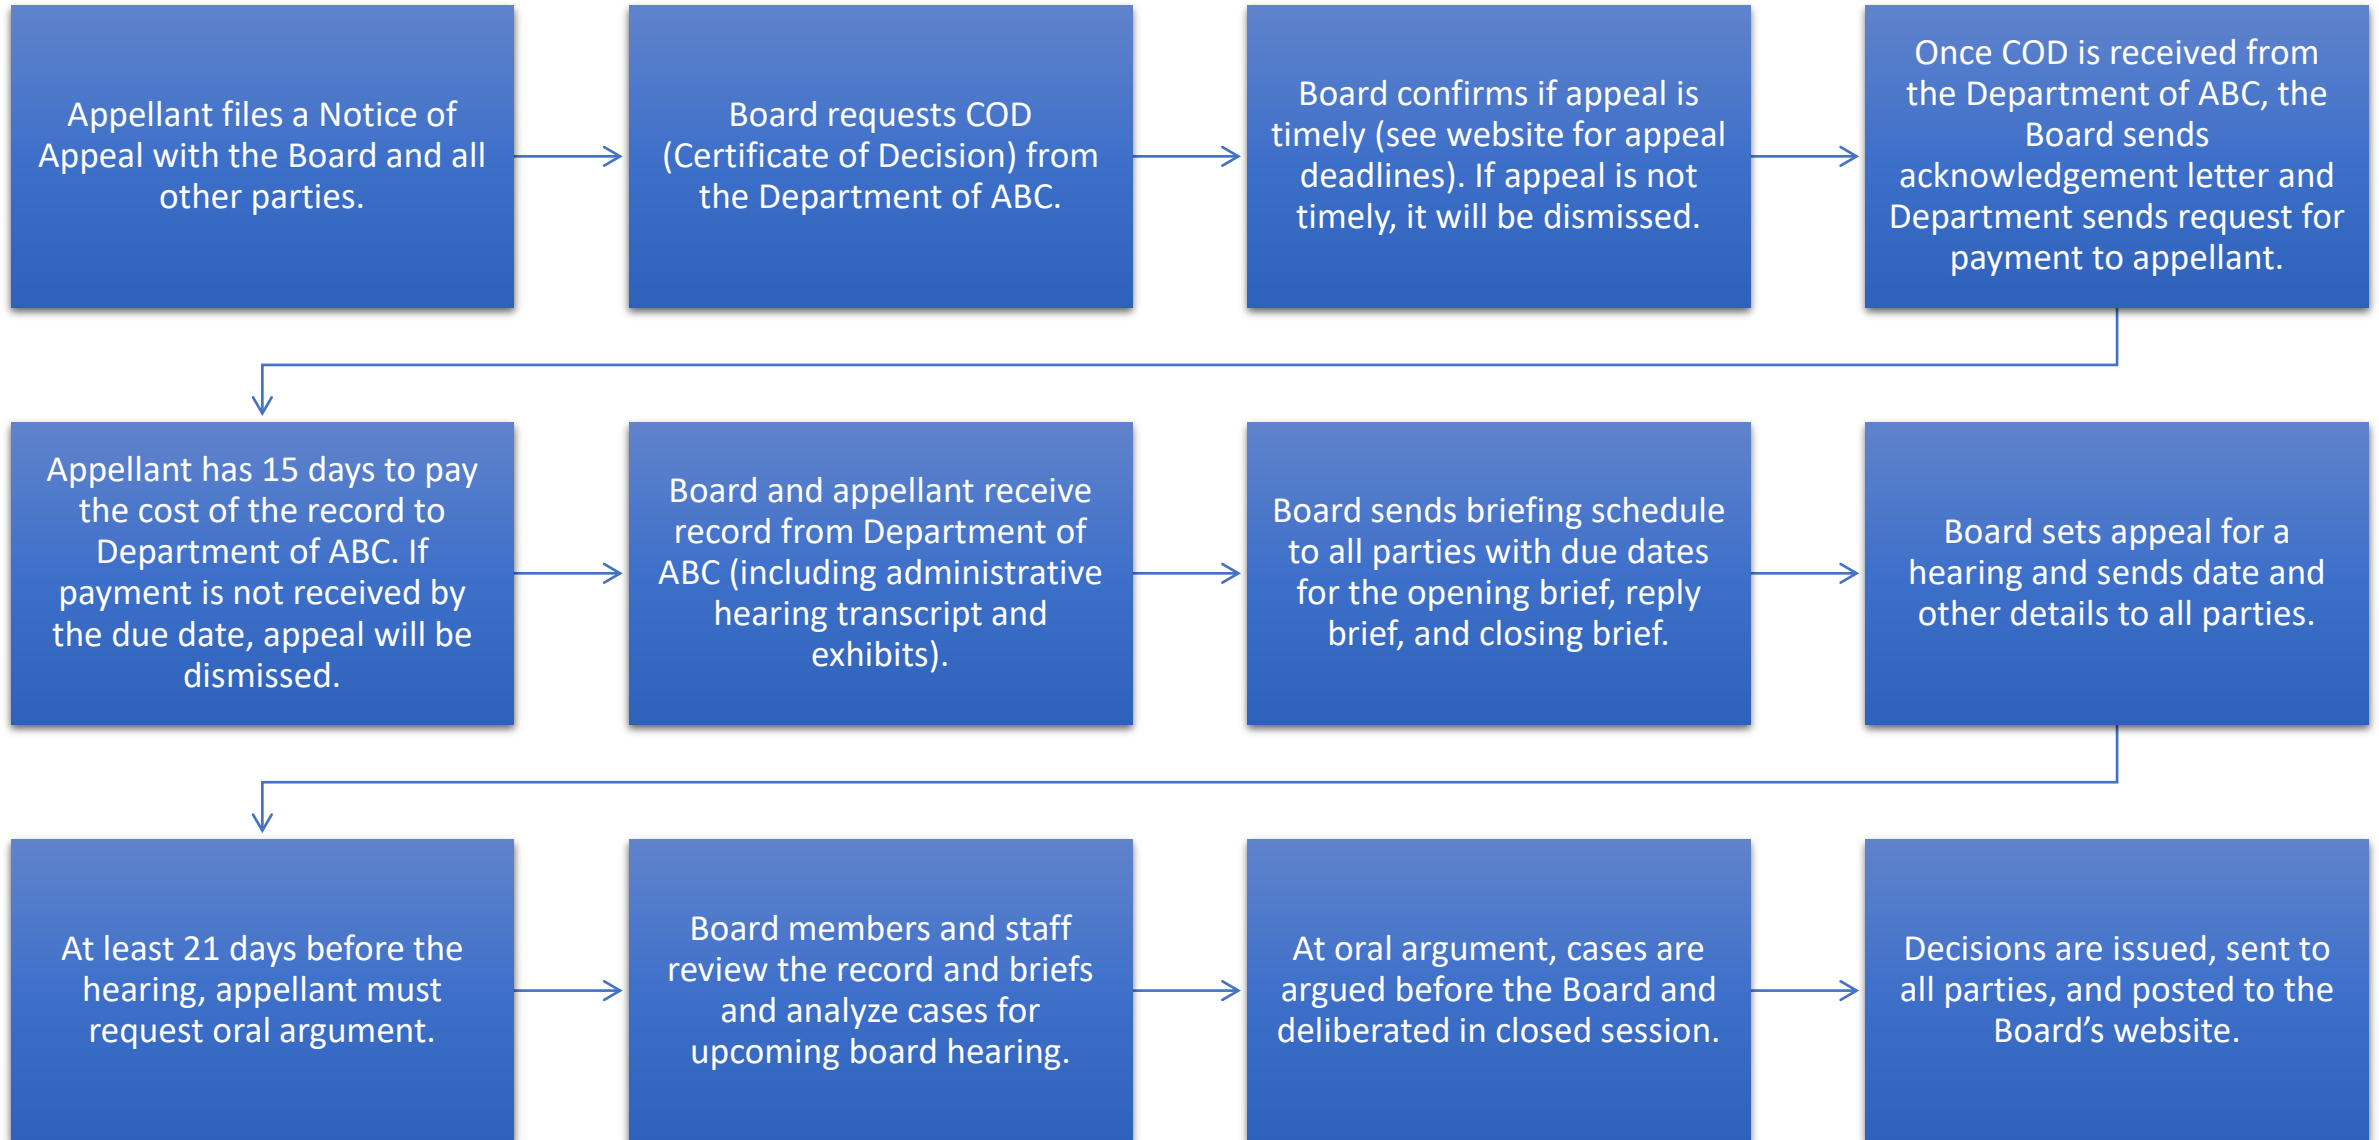 Appellant files a Notice of
Appeal with the Board and all
other parties.
Board requests COD
(Certificate of Decision) from
the Department of ABC.
Board confirms if appeal is
timely (see website for appeal
deadlines). If appeal is not
timely, it will be dismissed.
Once COD is received from
the Department of ABC, the
Board sends
acknowledgement letter and
Department sends request for
payment to appellant.
Appellant has 15 days to pay
the cost of the record to
Department of ABC. If
payment is not received by
the due date, appeal will be
dismissed.
Board and appellant receive
record from Department of
ABC (including administrative
hearing transcript and
exhibits).
Board sends briefing schedule
to all parties with due dates
for the opening brief, reply
brief, and closing brief.
Board sets appeal for a
hearing and sends date and
other details to all parties.
At least 21 days before the
hearing, appellant must
request oral argument.
Board members and staff
review the record and briefs
and analyze cases for
upcoming board hearing.
At oral argument, cases are
argued before the Board and
deliberated in closed session.
Decisions are issued, sent to
all parties, and posted to the
Board’s website.